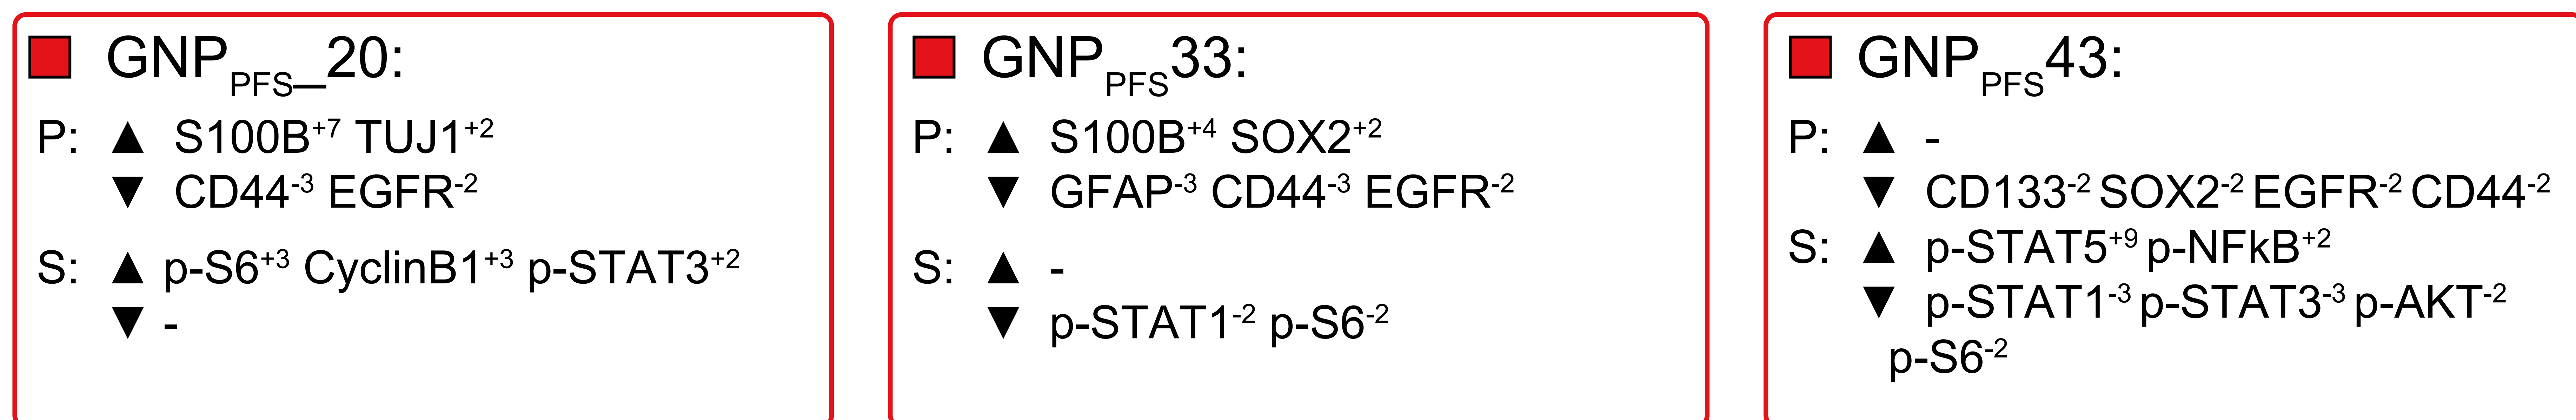 GNPPFS_20:
P: ▲ S100B+7 TUJ1+2
▼ CD44-3 EGFR-2
S: ▲ p-S6+3 CyclinB1+3 p-STAT3+2
▼ -
GNPPFS33:
P: ▲ S100B+4 SOX2+2
▼ GFAP-3 CD44-3 EGFR-2
S: ▲ -
▼ p-STAT1-2 p-S6-2
GNPPFS43:
P: ▲ -
▼ CD133-2 SOX2-2 EGFR-2 CD44-2
S: ▲ p-STAT5+9 p-NFkB+2
▼ p-STAT1-3 p-STAT3-3 p-AKT-2
p-S6-2